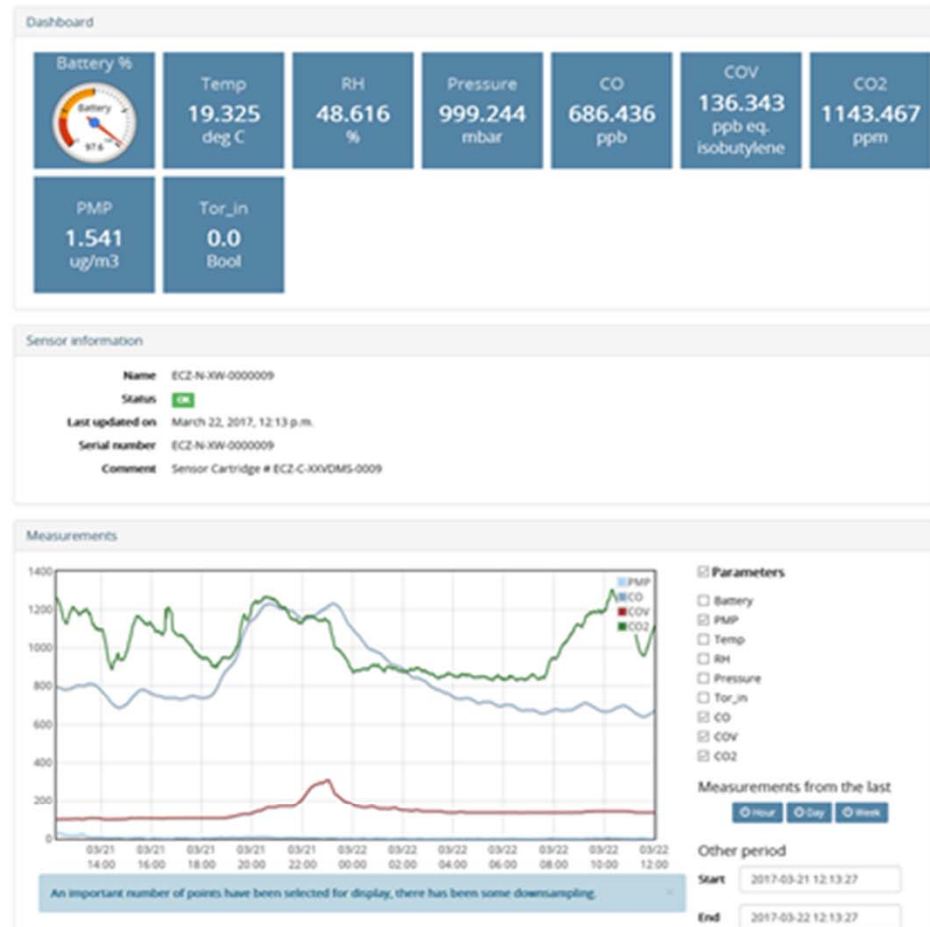 Dashboard
Battery %
Battery
97.6
Temp
19.325
deg C
RH
48.616
%
Pressure
999.244
mbar
CO
686.436
ppb
COV
136.343
ppb eq.
isobutylene
CO2
1143.467
ppm
PMP
1.541
ug/m3
Tor_in
0.0
Bool
Sensor information
Name ECZ-N-XW-0000009
Status OK
Last updated on March 22, 2017, 12:13 p.m.
Serial number ECZ-N-XW-0000009
Comment Sensor Cartridge # ECZ-C-XXVDMS-0009
Measurements
1400
1200
1000
800
600
400
200
0
PMP
CO
COV
CO2
03/21 03/21 03/21 03/21 03/21 03/22 03/22 03/22 03/22 03/22 03/22
14:00 16:00 18:00 20:00 22:00 00:00 02:00 04:00 06:00 08:00 10:00 12:00
An important number of points have been selected for display, there has been some downsampling.
×
Parameters
Battery
PMP
Temp
RH
Pressure
Tor_in
CO
COV
CO2
Measurements from the last
Hour Day Week
Other period
Start 2017-03-21 12:13:27
End 2017-03-22 12:13:27